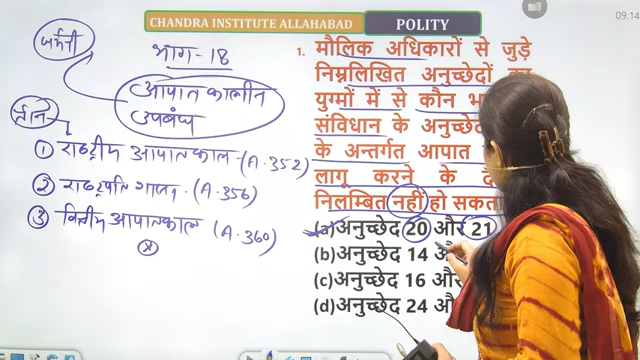 CHANDRA INSTITUTE ALLAHABAD
POLITY
09:14
जर्मनी
भाग-18
आपातकालीन
उपबंध
तीन
① राष्ट्रीय आपातकाल - (A.352)
② राष्ट्रपति शासन. (A.356)
③ वित्तीय आपातकाल (A.360)
1. मौलिक अधिकारों से जुड़े
निम्नलिखित अनुच्छेदों
युग्मों में से कौन
संविधान के अनुच्छेद
के अन्तर्गत आपात
लागू करने के
निलम्बित नहीं हो सकता
(a) अनुच्छेद 20 और 21
(b) अनुच्छेद 14
(c) अनुच्छेद 16 और
(d) अनुच्छेद 24